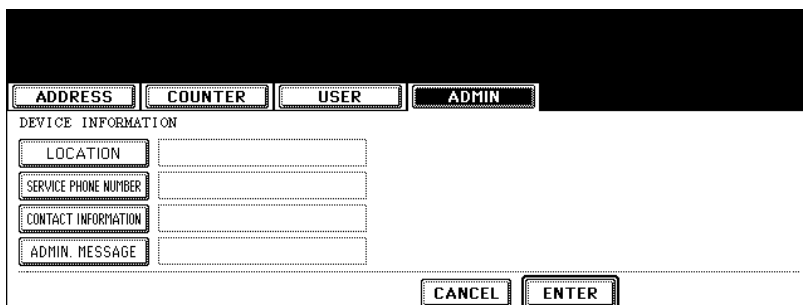 ADDRESS COUNTER USER ADMIN
DEVICE INFORMATION
LOCATION
SERVICE PHONE NUMBER
CONTACT INFORMATION
ADMIN. MESSAGE
CANCEL ENTER